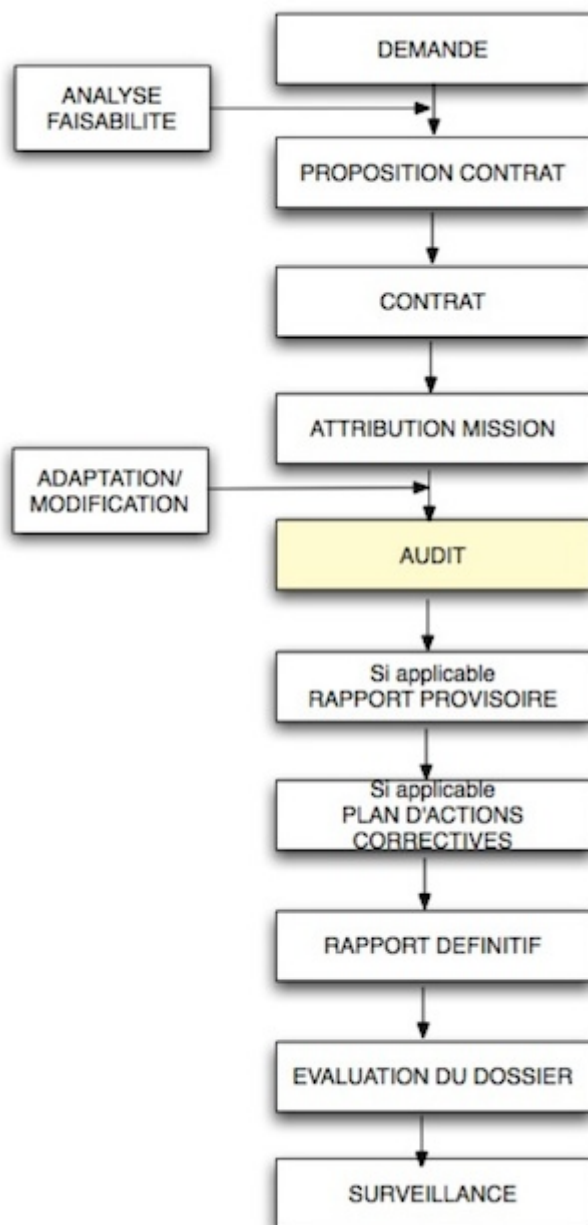 DEMANDE
ANALYSE
FAISABILITE
PROPOSITION CONTRAT
CONTRAT
ATTRIBUTION MISSION
ADAPTATION/
MODIFICATION
AUDIT
Si applicable
RAPPORT PROVISOIRE
Si applicable
PLAN D'ACTIONS
CORRECTIVES
RAPPORT DEFINITIF
EVALUATION DU DOSSIER
SURVEILLANCE